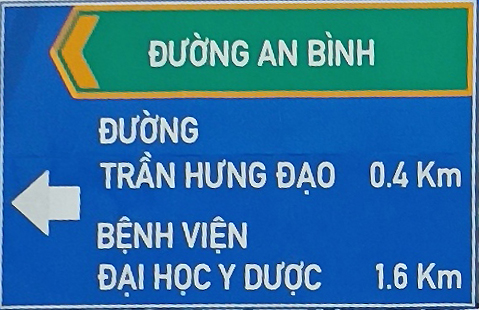 ĐƯỜNG AN BÌNH
ĐƯỜNG
TRẦN HƯNG ĐẠO 0.4 Km
BỆNH VIỆN
ĐẠI HỌC Y DƯỢC 1.6 Km